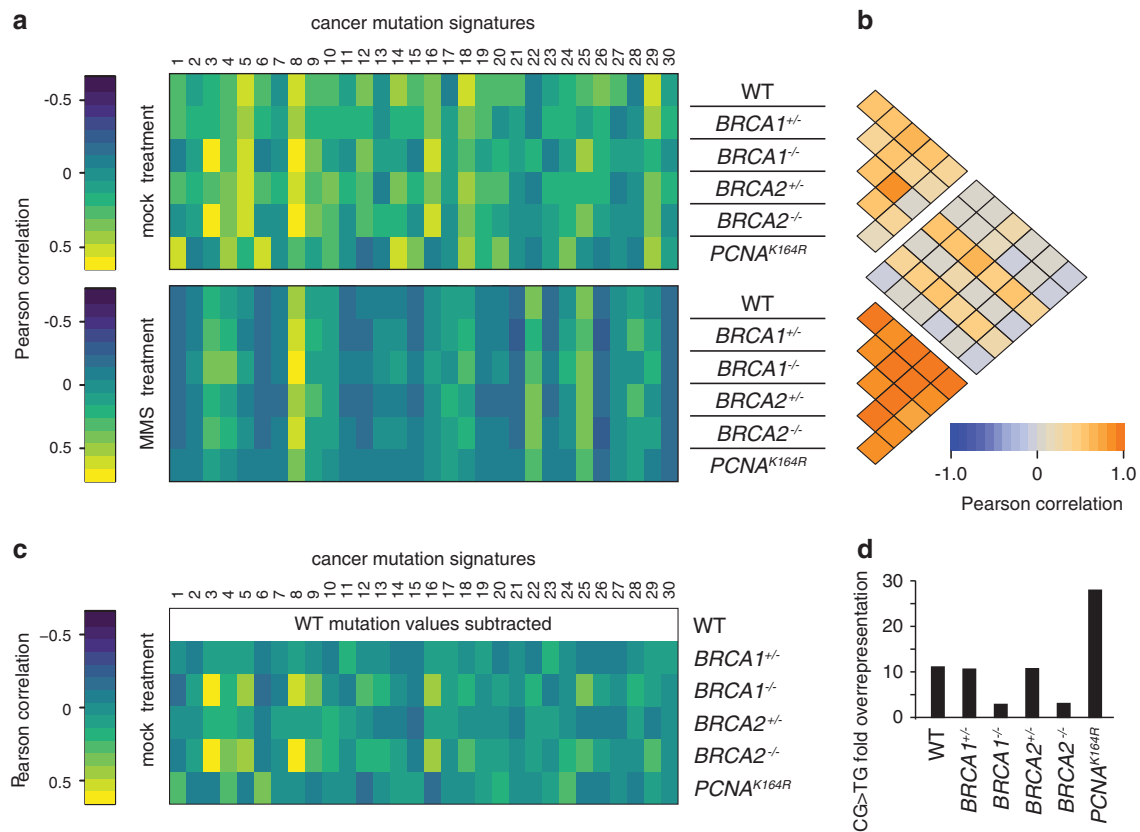 a
cancer mutation signatures
1 2 3 4 5 6 7 8 9 10 11 12 13 14 15 16 17 18 19 20 21 22 23 24 25 26 27 28 29 30
-0.5
0
0.5
Pearson correlation
mock treatment
WT
BRCA1+/-
BRCA1-/-
BRCA2+/-
BRCA2-/-
PCNAK164R
-0.5
0
0.5
MMS treatment
WT
BRCA1+/-
BRCA1-/-
BRCA2+/-
BRCA2-/-
PCNAK164R
b
-1.0 0 1.0
Pearson correlation
c
cancer mutation signatures
1 2 3 4 5 6 7 8 9 10 11 12 13 14 15 16 17 18 19 20 21 22 23 24 25 26 27 28 29 30
WT mutation values subtracted
−0.5
0
0.5
Pearson correlation
mock treatment
WT
BRCA1+/-
BRCA1-/-
BRCA2+/-
BRCA2-/-
PCNAK164R
d
CG>TG fold overrepresentation
30
20
10
0
WT
BRCA1+/-
BRCA1-/-
BRCA2+/-
BRCA2-/-
PCNAK164R